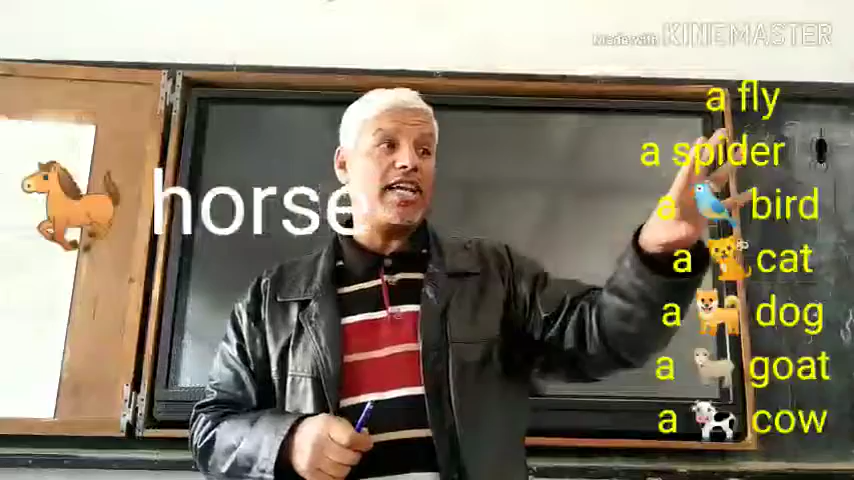 Made with KINEMASTER
a fly
a spider
a bird
horse
a cat
a dog
a goat
a cow